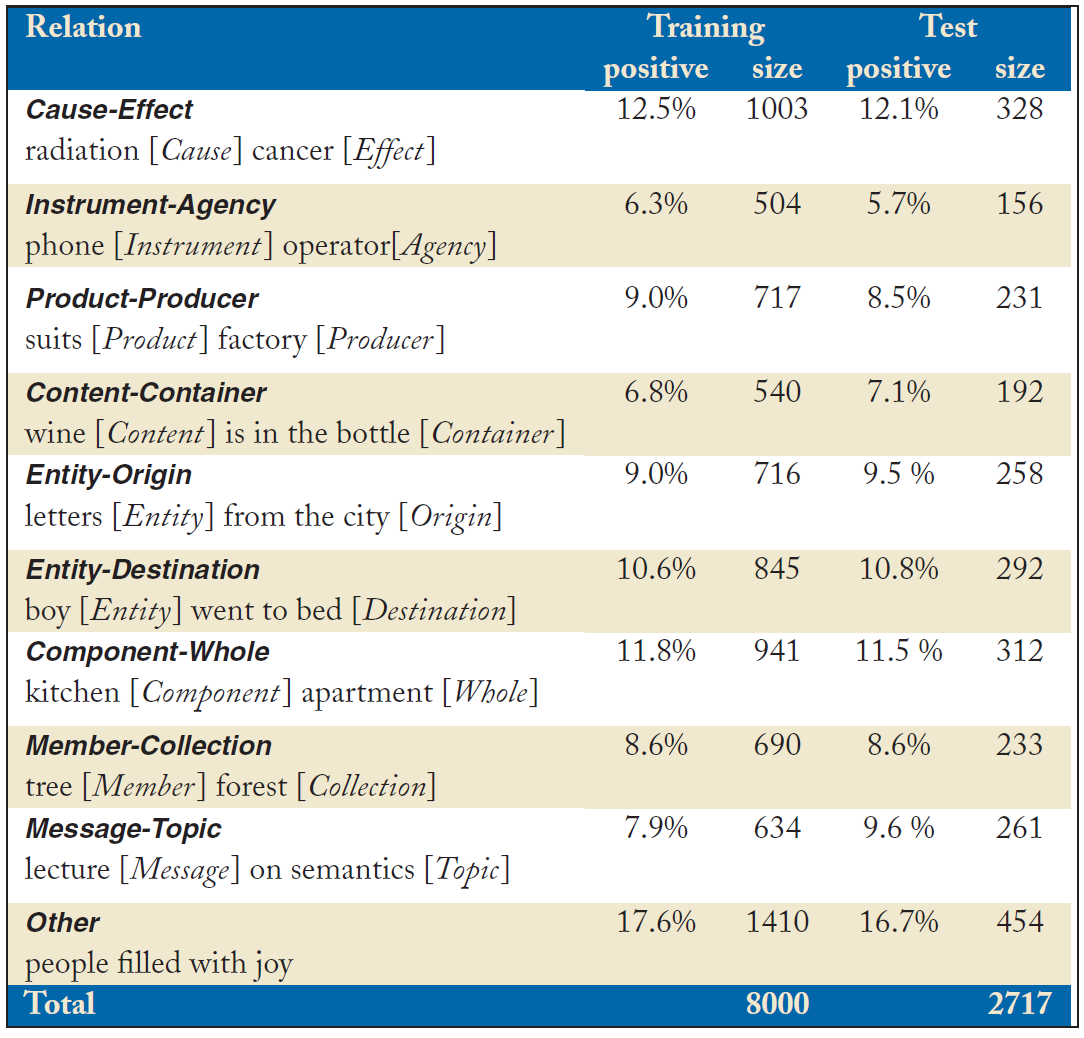 Relation Training Test
positive size positive size
Cause-Effect 12.5% 1003 12.1% 328
radiation [Cause] cancer [Effect]
Instrument-Agency 6.3% 504 5.7% 156
phone [Instrument] operator[Agency]
Product-Producer 9.0% 717 8.5% 231
suits [Product] factory [Producer]
Content-Container 6.8% 540 7.1% 192
wine [Content] is in the bottle [Container]
Entity-Origin 9.0% 716 9.5 % 258
letters [Entity] from the city [Origin]
Entity-Destination 10.6% 845 10.8% 292
boy [Entity] went to bed [Destination]
Component-Whole 11.8% 941 11.5 % 312
kitchen [Component] apartment [Whole]
Member-Collection 8.6% 690 8.6% 233
tree [Member] forest [Collection]
Message-Topic 7.9% 634 9.6 % 261
lecture [Message] on semantics [Topic]
Other 17.6% 1410 16.7% 454
people filled with joy
Total 8000 2717